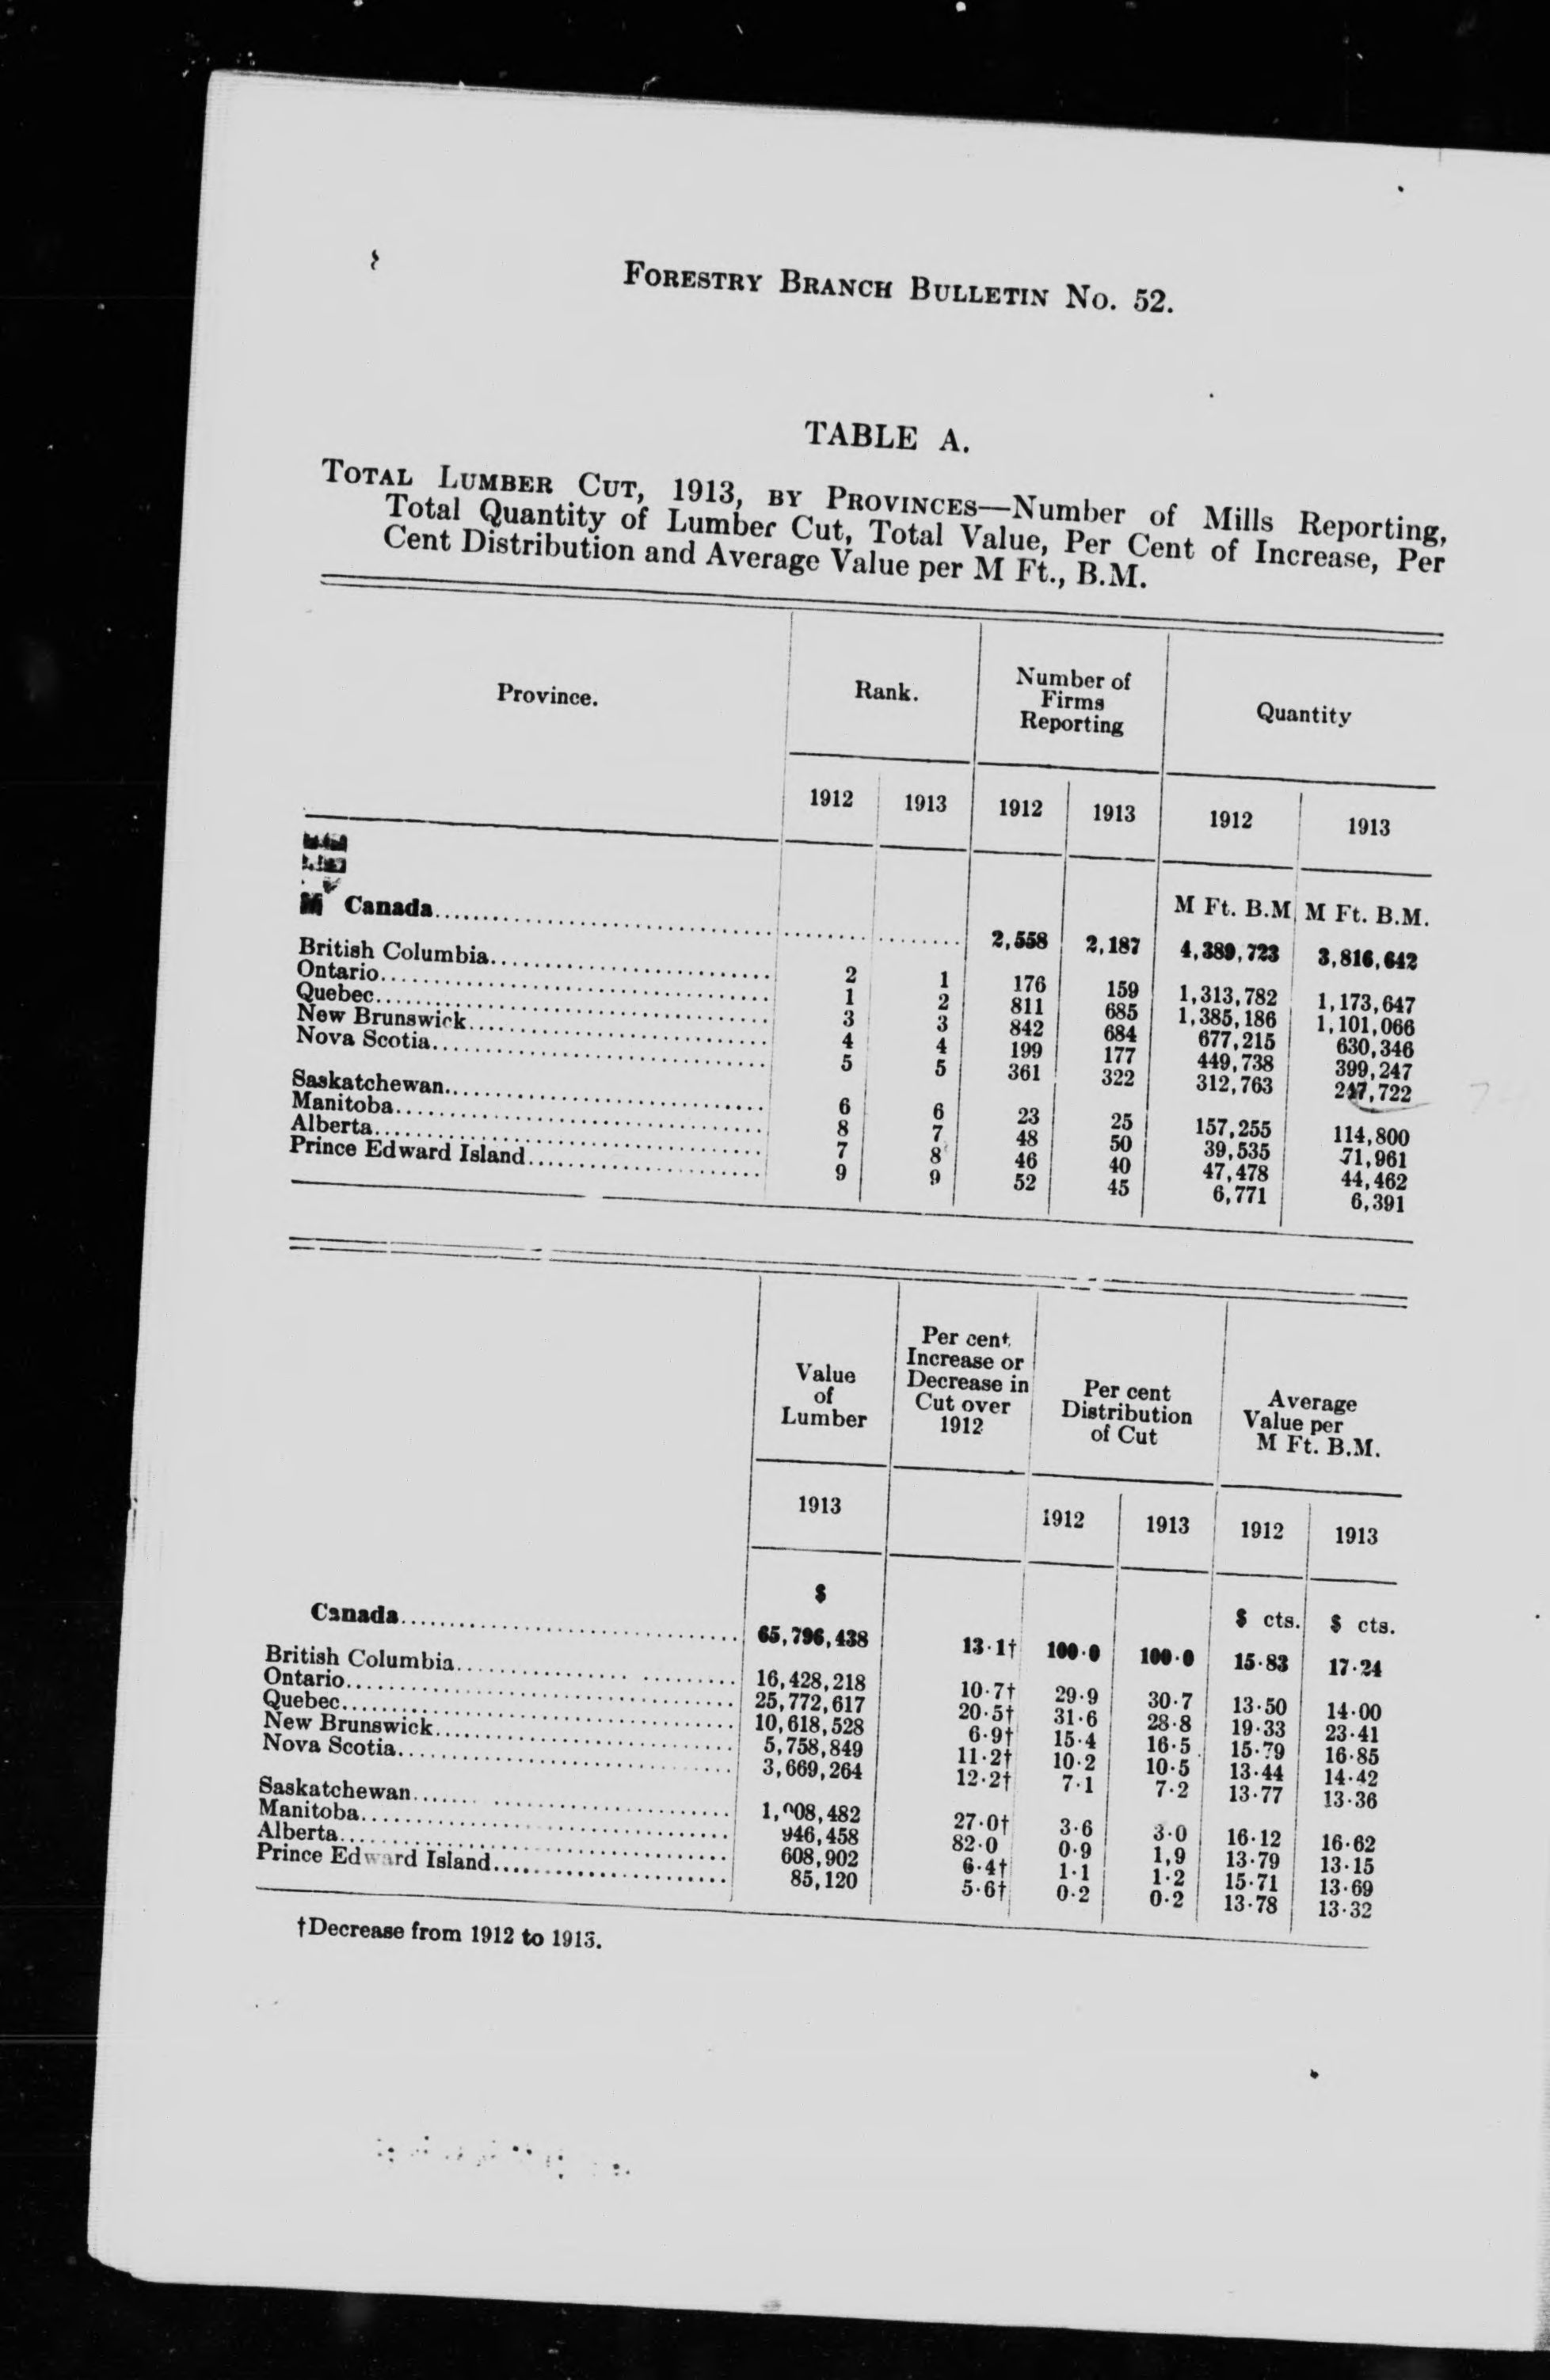 FORESTRY BRANCH BULLETIN NO. 52.
TABLE A.
TOTAL LUMBER CUT, 1913, BY PROVINCES—Number of Mills Reporting,
Total Quantity of Lumber Cut, Total Value, Per Cent of Increase, Per
Cent Distribution and Average Value per M Ft., B.M.
Province. Rank. Number of Firms Reporting Quantity
1912 1913 1912 1913 1912 1913
M Ft. B.M M Ft. B.M.
Canada 2,558 2,187 4,389,723 3,816,642
British Columbia 2 1 176 159 1,313,782 1,173,647
Ontario 1 2 811 685 1,385,186 1,101,066
Quebec 3 3 842 684 677,215 630,346
New Brunswick 4 4 199 177 449,738 399,247
Nova Scotia 5 5 361 322 312,763 ,722
Saskatchewan 6 6 23 25 157,255 114,800
Manitoba 8 7 48 50 39,535 71,961
Alberta 7 8 46 40 47,478 44,462
Prince Edward Island 9 9 52 45 6,771 6,391
Value of Lumber Per cent Increase or Decrease in Cut over 1912 Per cent Distribution of Cut Average Value per M Ft. B.M.
1913 1912 1913 1912 1913
$ $ cts. $ cts.
Canada 65,796,438 13·1† 100·0 100·0 15·83 17·24
British Columbia 16,428,218 10·7† 29·9 30·7 13·50 14·00
Ontario 25,772,617 20·5† 31·6 28·8 19·33 23·41
Quebec 10,618,528 6·9† 15·4 16·5 15·79 16·85
New Brunswick 5,758,849 11·2† 10·2 10·5 13·44 14·42
Nova Scotia 3,669,264 12·2† 7·1 7·2 13·77 13·36
Saskatchewan 1,908,482 27·0† 3·6 3·0 16·12 16·62
Manitoba 946,458 82·0 0·9 1,9 13·79 13·15
Alberta 608,902 6·4† 1·1 1·2 15·71 13·69
Prince Edward Island 85,120 5·6† 0·2 0·2 13·78 13·32
†Decrease from 1912 to 1913.